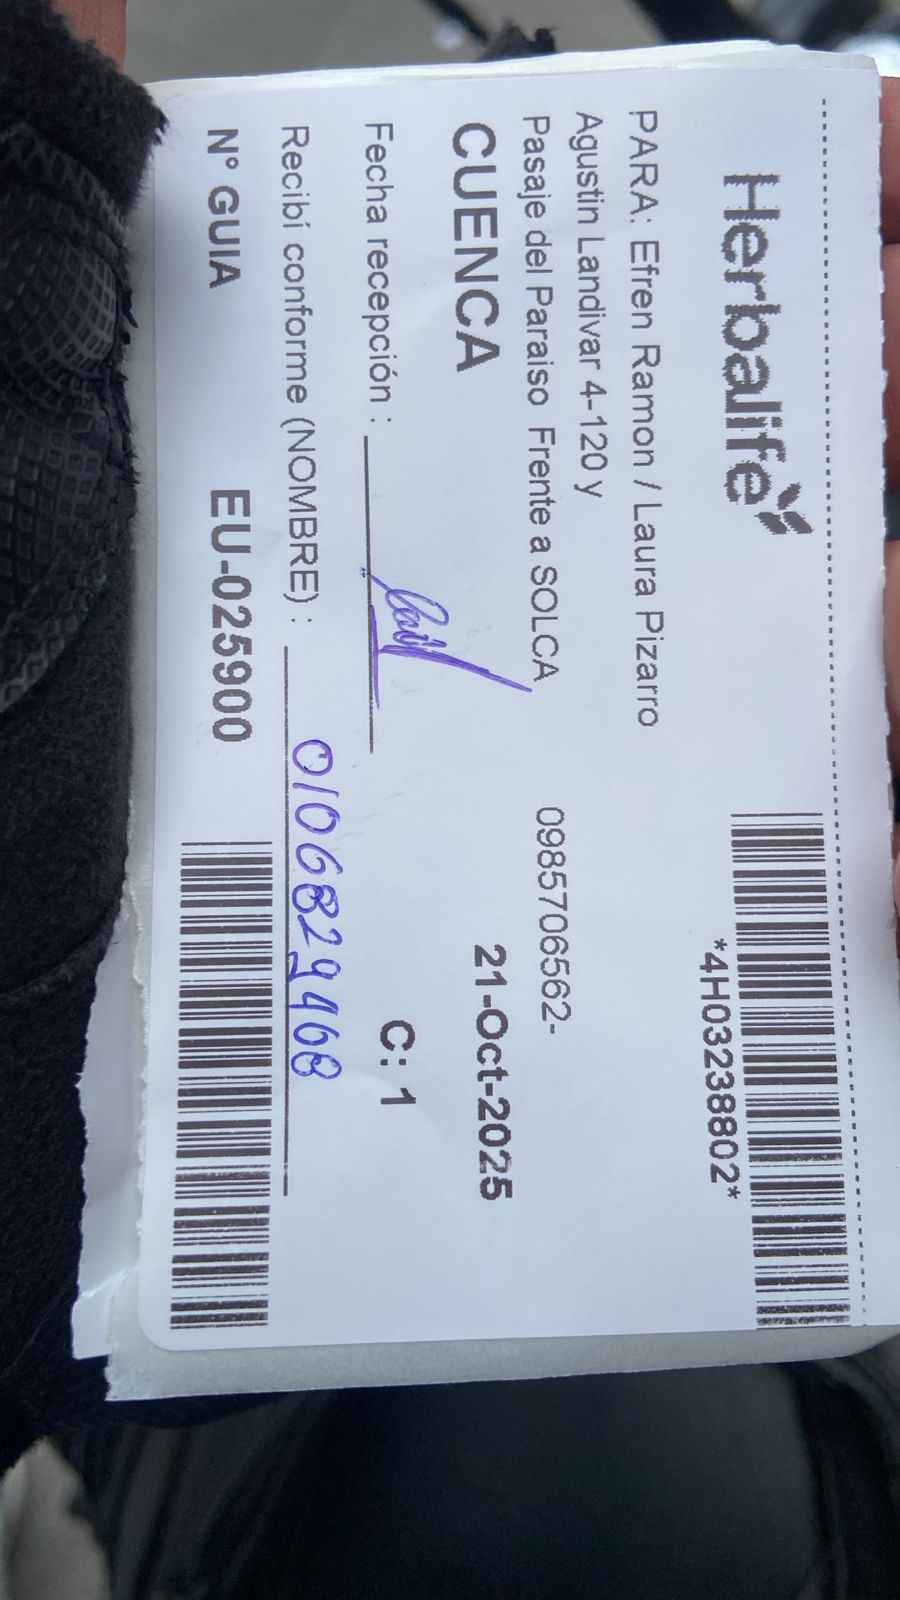 Herbalife
*4H03238802*
PARA: Efren Ramon / Laura Pizarro
Agustin Landivar 4-120 y
Pasaje del Paraiso Frente a SOLCA 0985706562-
CUENCA 21-Oct-2025
Fecha recepción : C: 1
Recibí conforme (NOMBRE) : 0106829468
N° GUIA EU-025900